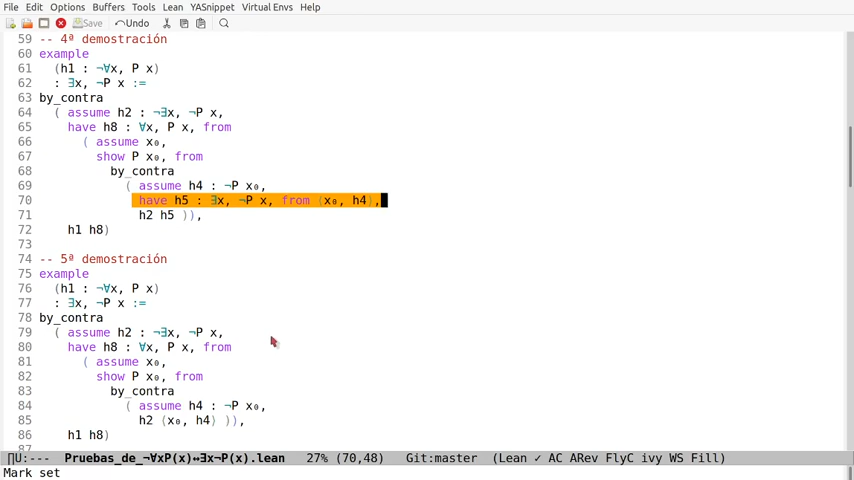 File Edit Options Buffers Tools Lean YASnippet Virtual Envs Help
Save Undo
59 -- 4ª demostración
60 example
61 (h1 : ¬∀x, P x)
62 : ∃x, ¬P x :=
63 by_contra
64 ( assume h2 : ¬∃x, ¬P x,
65 have h8 : ∀x, P x, from
66 ( assume x₀,
67 show P x₀, from
68 by_contra
69 ( assume h4 : ¬P x₀,
70 have h5 : ∃x, ¬P x, from ⟨x₀, h4⟩,
71 h2 h5 )),
72 h1 h8)
73
74 -- 5ª demostración
75 example
76 (h1 : ¬∀x, P x)
77 : ∃x, ¬P x :=
78 by_contra
79 ( assume h2 : ¬∃x, ¬P x,
80 have h8 : ∀x, P x, from
81 ( assume x₀,
82 show P x₀, from
83 by_contra
84 ( assume h4 : ¬P x₀,
85 h2 ⟨x₀, h4⟩ )),
86 h1 h8)
87
∏U:--- Pruebas_de_¬∀xP(x)↔∃x¬P(x).lean 27% (70,48) Git:master (Lean ✓ AC ARev FlyC ivy WS Fill)
Mark set